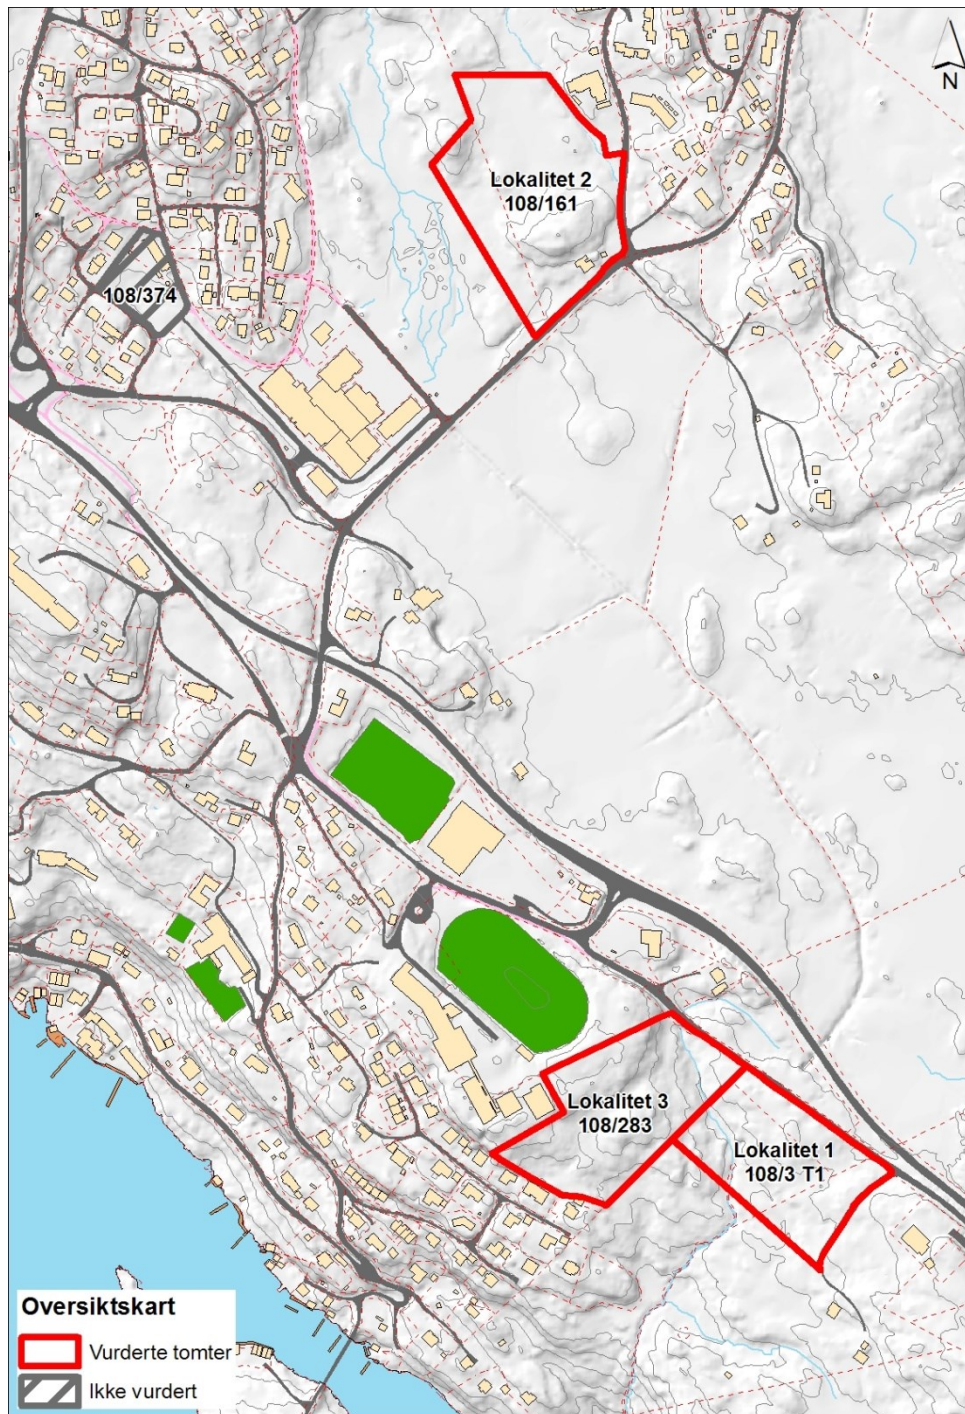 N
Lokalitet 2
108/161
108/374
Lokalitet 3
108/283
Lokalitet 1
108/3 T1
Oversiktskart
Vurderte tomter
Ikke vurdert